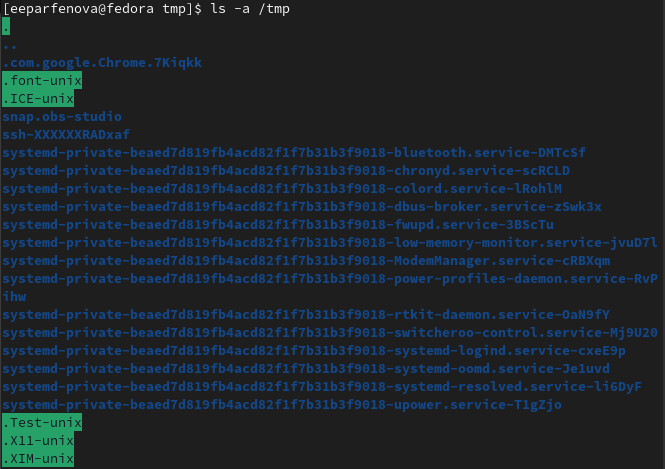 [eeparfenova@fedora tmp]$ ls -a /tmp
.
..
.com.google.Chrome.7Kiqkk
.font-unix
.ICE-unix
snap.obs-studio
ssh-XXXXXXRADxaf
systemd-private-beaed7d819fb4acd82f1f7b31b3f9018-bluetooth.service-DMTcSf
systemd-private-beaed7d819fb4acd82f1f7b31b3f9018-chronyd.service-scRCLD
systemd-private-beaed7d819fb4acd82f1f7b31b3f9018-colord.service-lRohlM
systemd-private-beaed7d819fb4acd82f1f7b31b3f9018-dbus-broker.service-zSwk3x
systemd-private-beaed7d819fb4acd82f1f7b31b3f9018-fwupd.service-3BScTu
systemd-private-beaed7d819fb4acd82f1f7b31b3f9018-low-memory-monitor.service-jvuD7l
systemd-private-beaed7d819fb4acd82f1f7b31b3f9018-ModemManager.service-cRBXqm
systemd-private-beaed7d819fb4acd82f1f7b31b3f9018-power-profiles-daemon.service-RvP
ihw
systemd-private-beaed7d819fb4acd82f1f7b31b3f9018-rtkit-daemon.service-OaN9fY
systemd-private-beaed7d819fb4acd82f1f7b31b3f9018-switcheroo-control.service-Mj9U20
systemd-private-beaed7d819fb4acd82f1f7b31b3f9018-systemd-logind.service-cxeE9p
systemd-private-beaed7d819fb4acd82f1f7b31b3f9018-systemd-oomd.service-Je1uvd
systemd-private-beaed7d819fb4acd82f1f7b31b3f9018-systemd-resolved.service-li6DyF
systemd-private-beaed7d819fb4acd82f1f7b31b3f9018-upower.service-T1gZjo
.Test-unix
.X11-unix
.XIM-unix